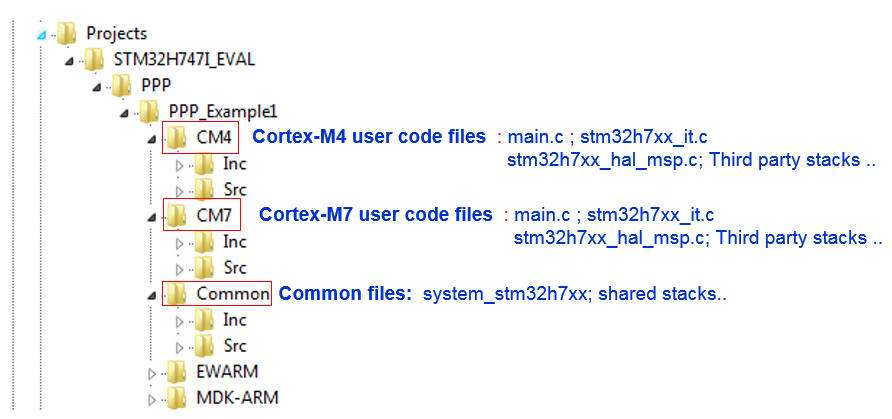 Projects
STM32H747I_EVAL
PPP
PPP_Example1
CM4 Cortex-M4 user code files : main.c ; stm32h7xx_it.c
stm32h7xx_hal_msp.c; Third party stacks ..
Inc
Src
CM7 Cortex-M7 user code files : main.c ; stm32h7xx_it.c
stm32h7xx_hal_msp.c; Third party stacks ..
Inc
Src
Common Common files: system_stm32h7xx; shared stacks..
Inc
Src
EWARM
MDK-ARM